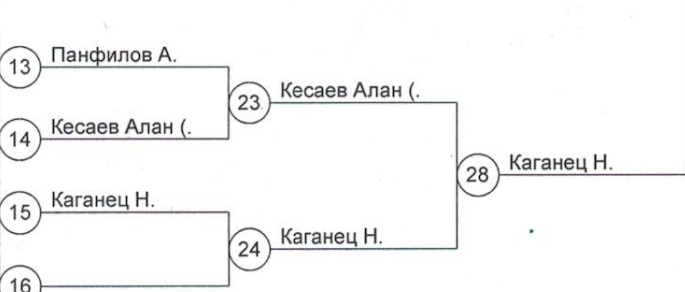 13 Панфилов А.
23 Кесаев Алан (.
14 Кесаев Алан (.
28 Каганец Н.
15 Каганец Н.
24 Каганец Н.
16